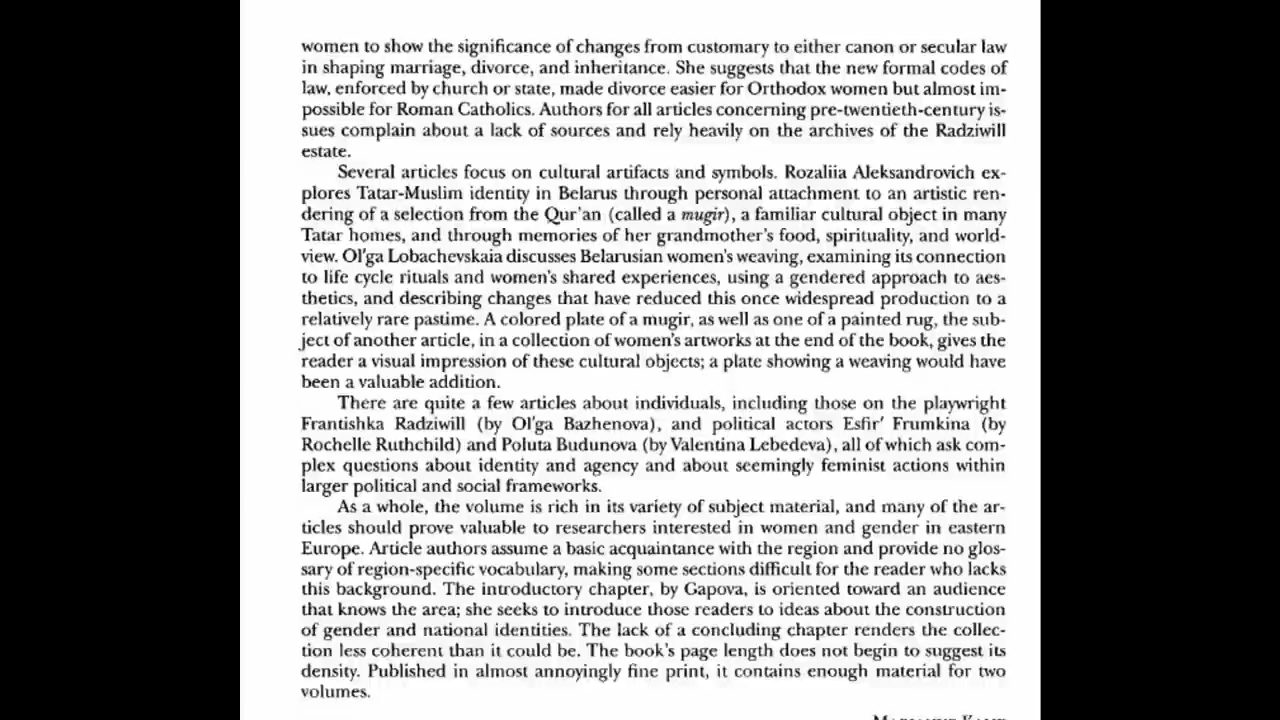 women to show the significance of changes from customary to either canon or secular law
in shaping marriage, divorce, and inheritance. She suggests that the new formal codes of
law, enforced by church or state, made divorce easier for Orthodox women but almost im-
possible for Roman Catholics. Authors for all articles concerning pre-twentieth-century is-
sues complain about a lack of sources and rely heavily on the archives of the Radziwill
estate.
Several articles focus on cultural artifacts and symbols. Rozaliia Aleksandrovich ex-
plores Tatar-Muslim identity in Belarus through personal attachment to an artistic ren-
dering of a selection from the Qur'an (called a mugir), a familiar cultural object in many
Tatar homes, and through memories of her grandmother's food, spirituality, and world-
view. Ol'ga Lobachevskaia discusses Belarusian women's weaving, examining its connection
to life cycle rituals and women's shared experiences, using a gendered approach to aes-
thetics, and describing changes that have reduced this once widespread production to a
relatively rare pastime. A colored plate of a mugir, as well as one of a painted rug, the sub-
ject of another article, in a collection of women's artworks at the end of the book, gives the
reader a visual impression of these cultural objects; a plate showing a weaving would have
been a valuable addition.
There are quite a few articles about individuals, including those on the playwright
Frantishka Radziwill (by Ol'ga Bazhenova), and political actors Esfir' Frumkina (by
Rochelle Ruthchild) and Poluta Budunova (by Valentina Lebedeva), all of which ask com-
plex questions about identity and agency and about seemingly feminist actions within
larger political and social frameworks.
As a whole, the volume is rich in its variety of subject material, and many of the ar-
ticles should prove valuable to researchers interested in women and gender in eastern
Europe. Article authors assume a basic acquaintance with the region and provide no glos-
sary of region-specific vocabulary, making some sections difficult for the reader who lacks
this background. The introductory chapter, by Gapova, is oriented toward an audience
that knows the area; she seeks to introduce those readers to ideas about the construction
of gender and national identities. The lack of a concluding chapter renders the collec-
tion less coherent than it could be. The book's page length does not begin to suggest its
density. Published in almost annoyingly fine print, it contains enough material for two
volumes.